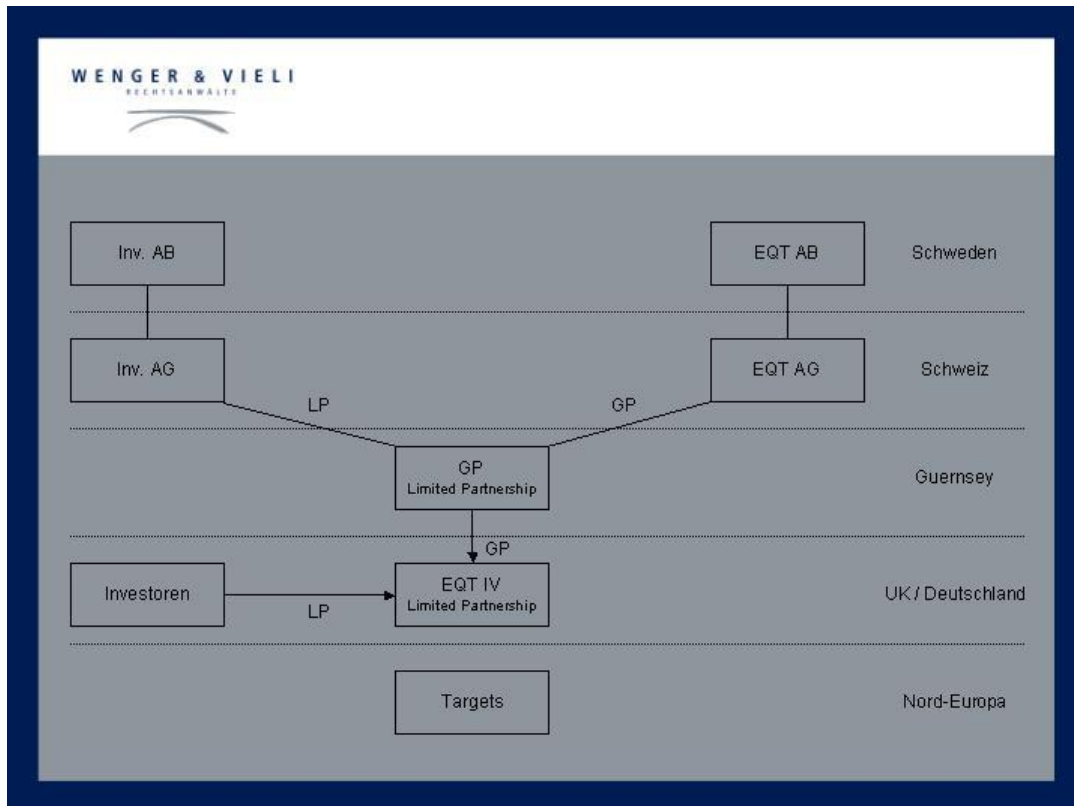 WENGER & VIELI
RECHTSANWÄLTE
Inv. AB
EQT AB
Schweden
Inv. AG
EQT AG
Schweiz
LP
GP
GP
Limited Partnership
Guernsey
GP
Investoren
EQT IV
Limited Partnership
UK / Deutschland
LP
Targets
Nord-Europa